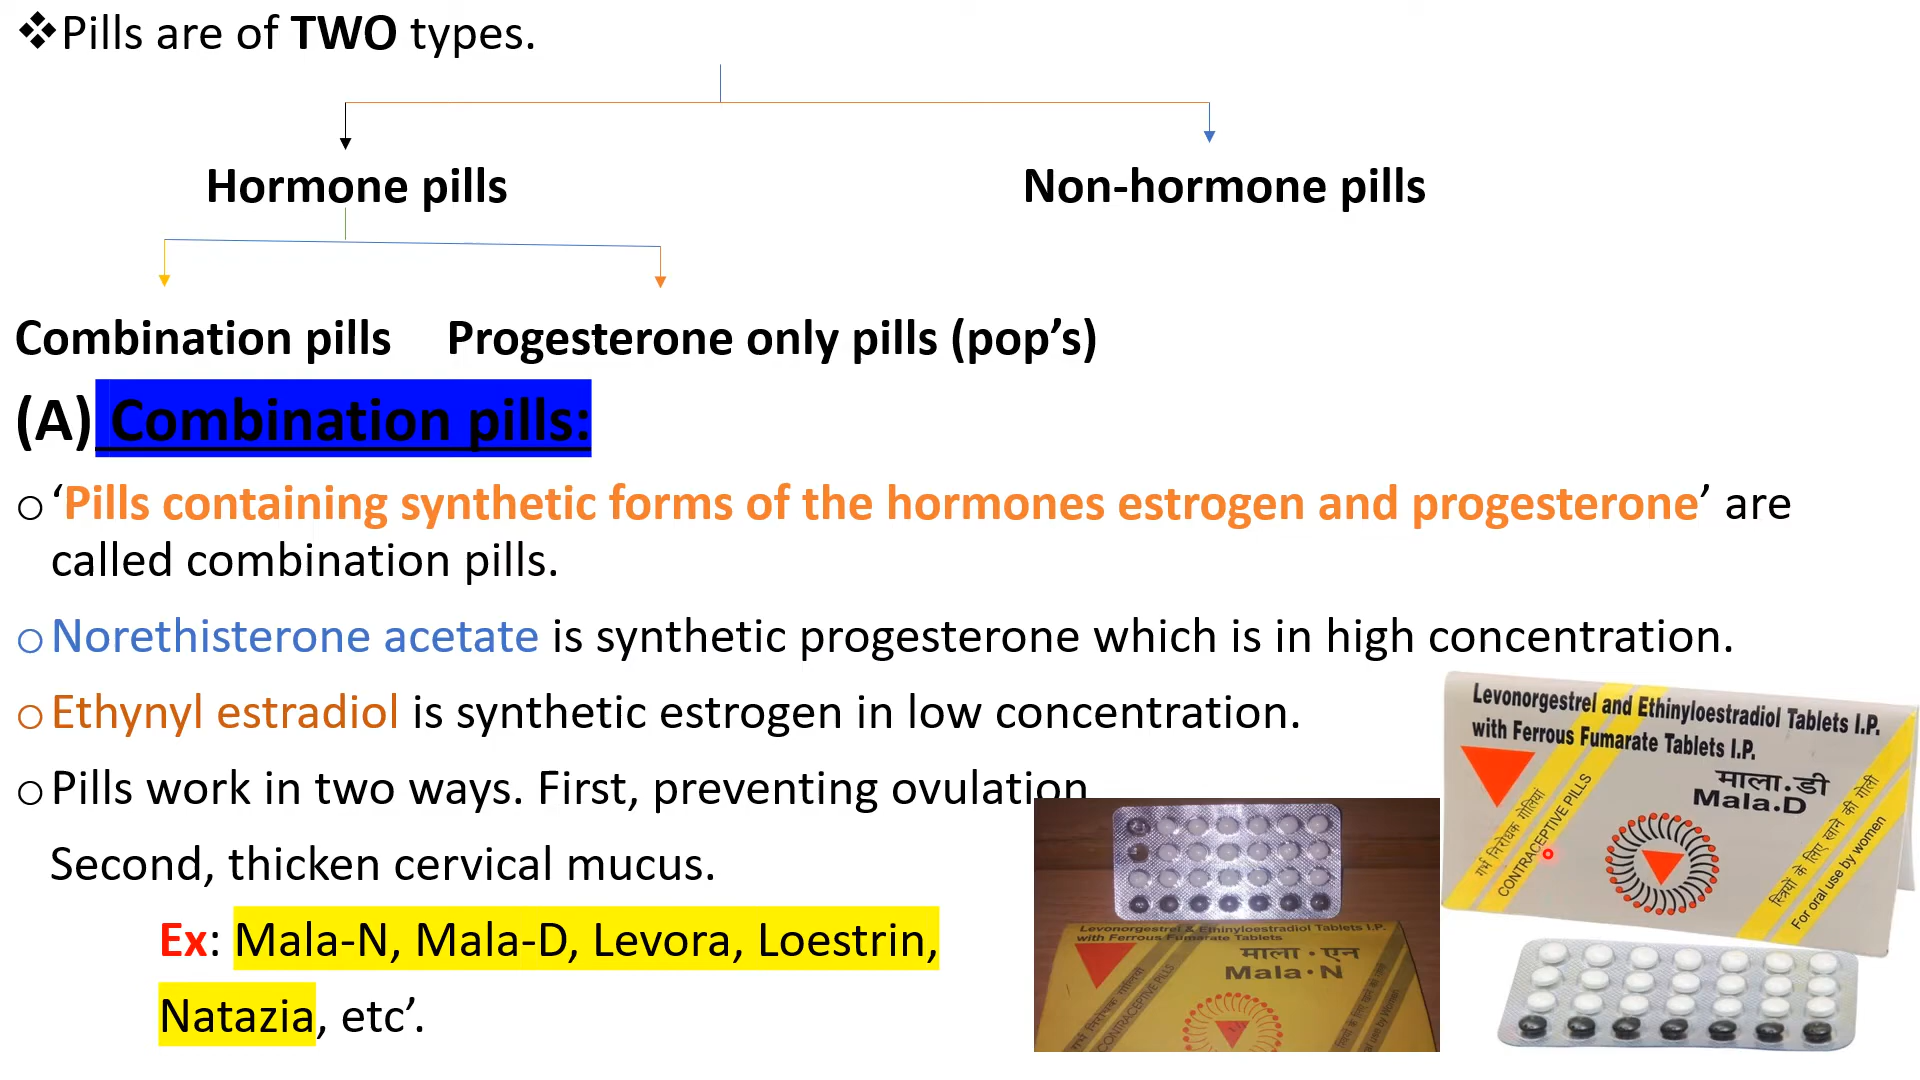 ❖Pills are of TWO types.
Hormone pills
Non-hormone pills
Combination pills
Progesterone only pills (pop’s)
(A) Combination pills:
o ‘Pills containing synthetic forms of the hormones estrogen and progesterone’ are
called combination pills.
o Norethisterone acetate is synthetic progesterone which is in high concentration.
o Ethynyl estradiol is synthetic estrogen in low concentration.
o Pills work in two ways. First, preventing ovulation
Second, thicken cervical mucus.
Ex: Mala-N, Mala-D, Levora, Loestrin,
Natazia, etc’.
Levonorgestrel & Ethinyloestradiol Tablets I.P.
with Ferrous Fumarate Tablets
माला · एन
Mala · N
CONTRACEPTIVE PILLS
Levonorgestrel and Ethinyloestradiol Tablets I.P.
with Ferrous Fumarate Tablets I.P.
माला.डी
Mala.D
गर्भ निरोधक गोलियां
CONTRACEPTIVE PILLS
स्त्रियों के लिए खाने की गोली
For oral use by women